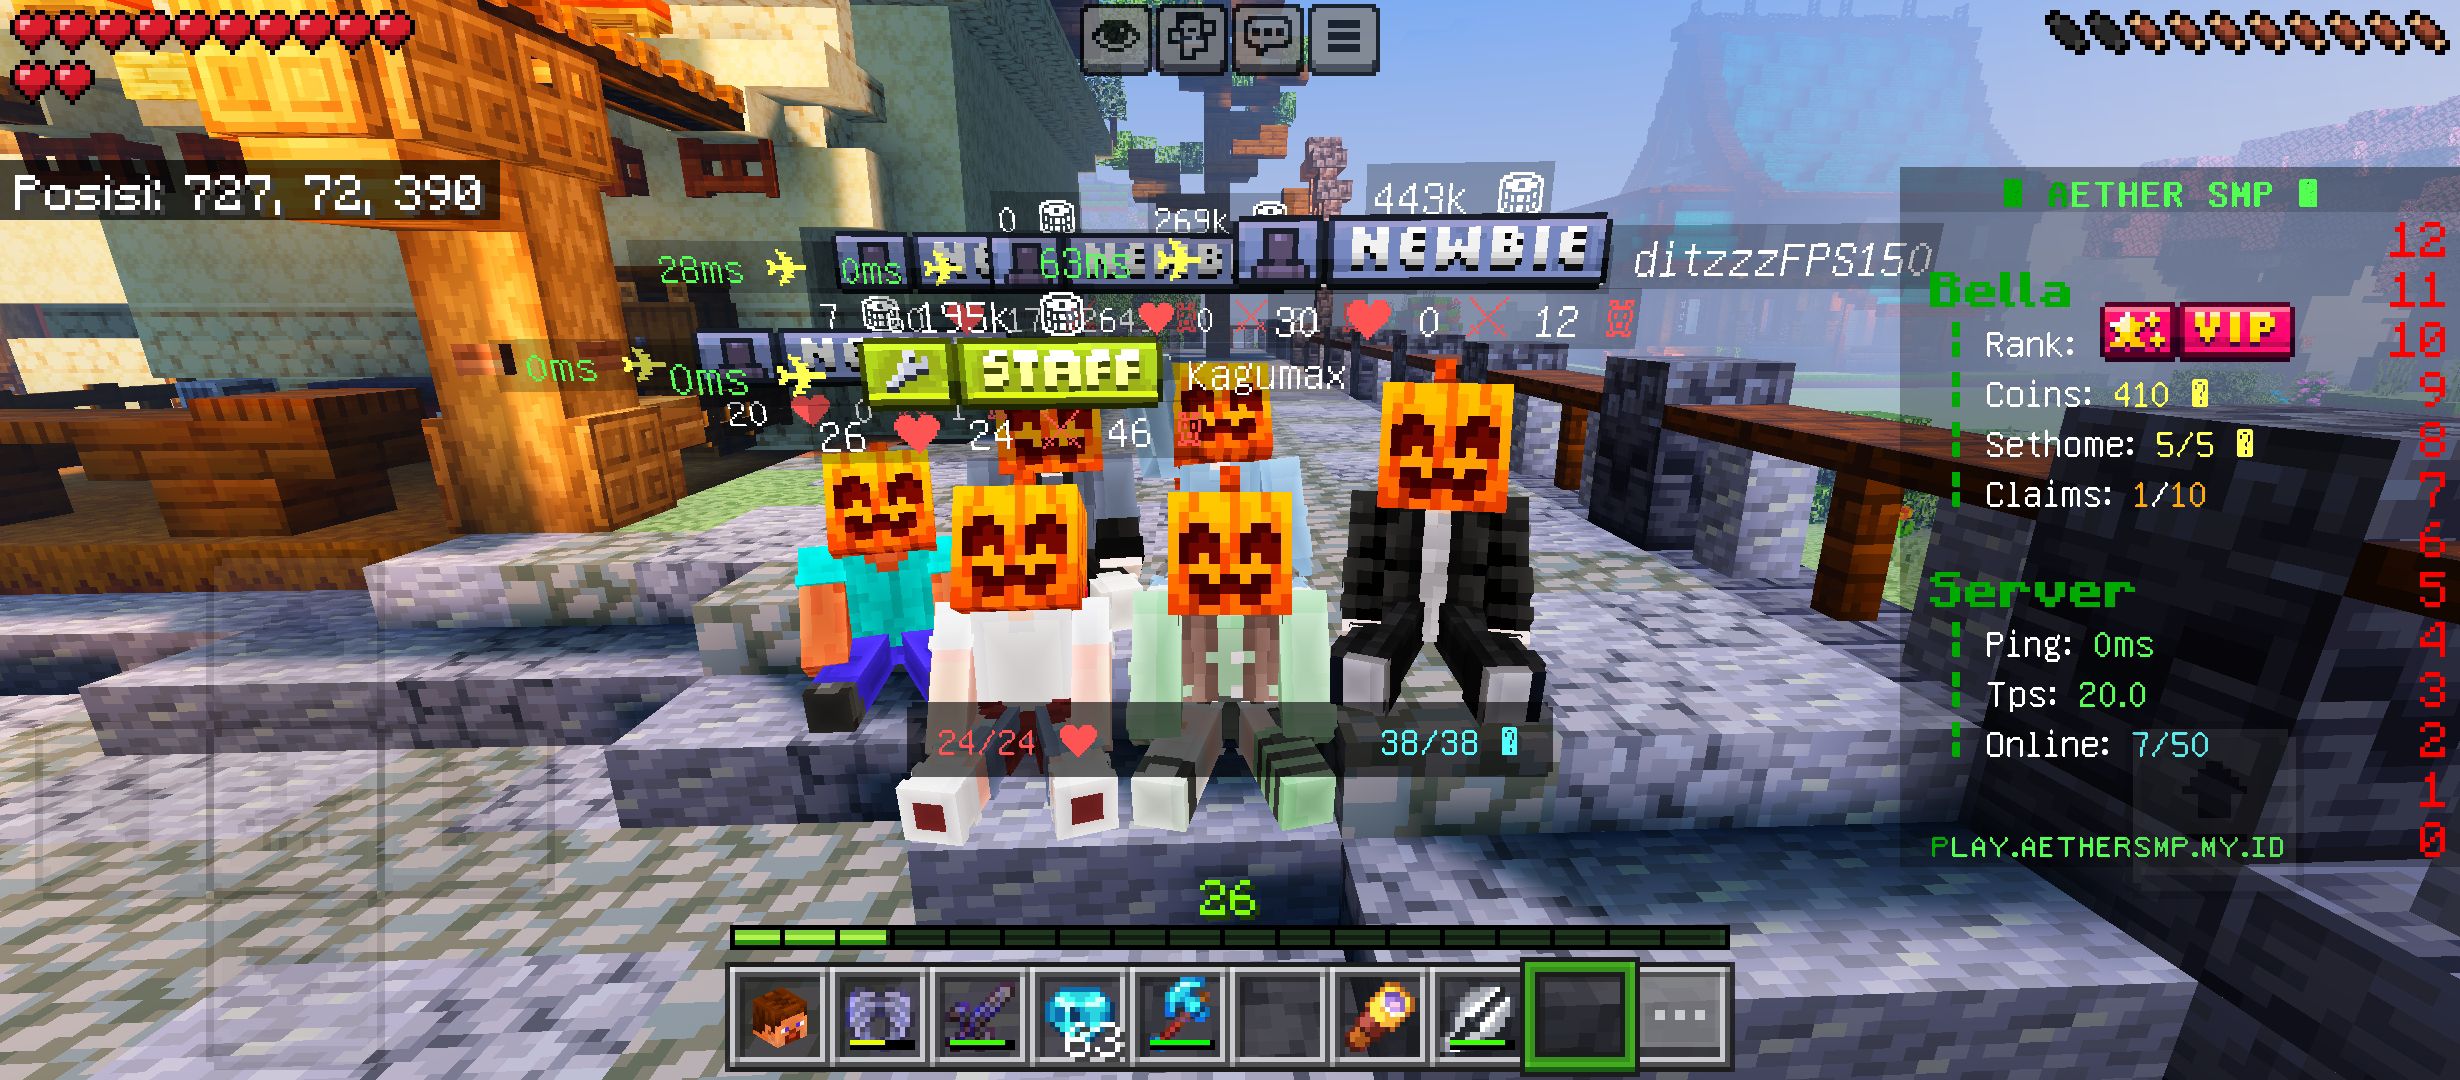 Posisi: 727, 72, 390
0
269k
443k
28ms
0ms
63ms
NEWBIE
ditzzzFPS150
7
195k
30
0
12
0ms
0ms
STAFF
Kagumax
20
26
24
46
24/24
38/38
26
63
AETHER SMP
12
Bella
11
Rank: VIP
10
Coins: 410
9
Sethome: 5/5
8
Claims: 1/10
7
6
Server
5
Ping: 0ms
4
Tps: 20.0
3
Online: 7/50
2
1
PLAY.AETHERSMP.MY.ID
0